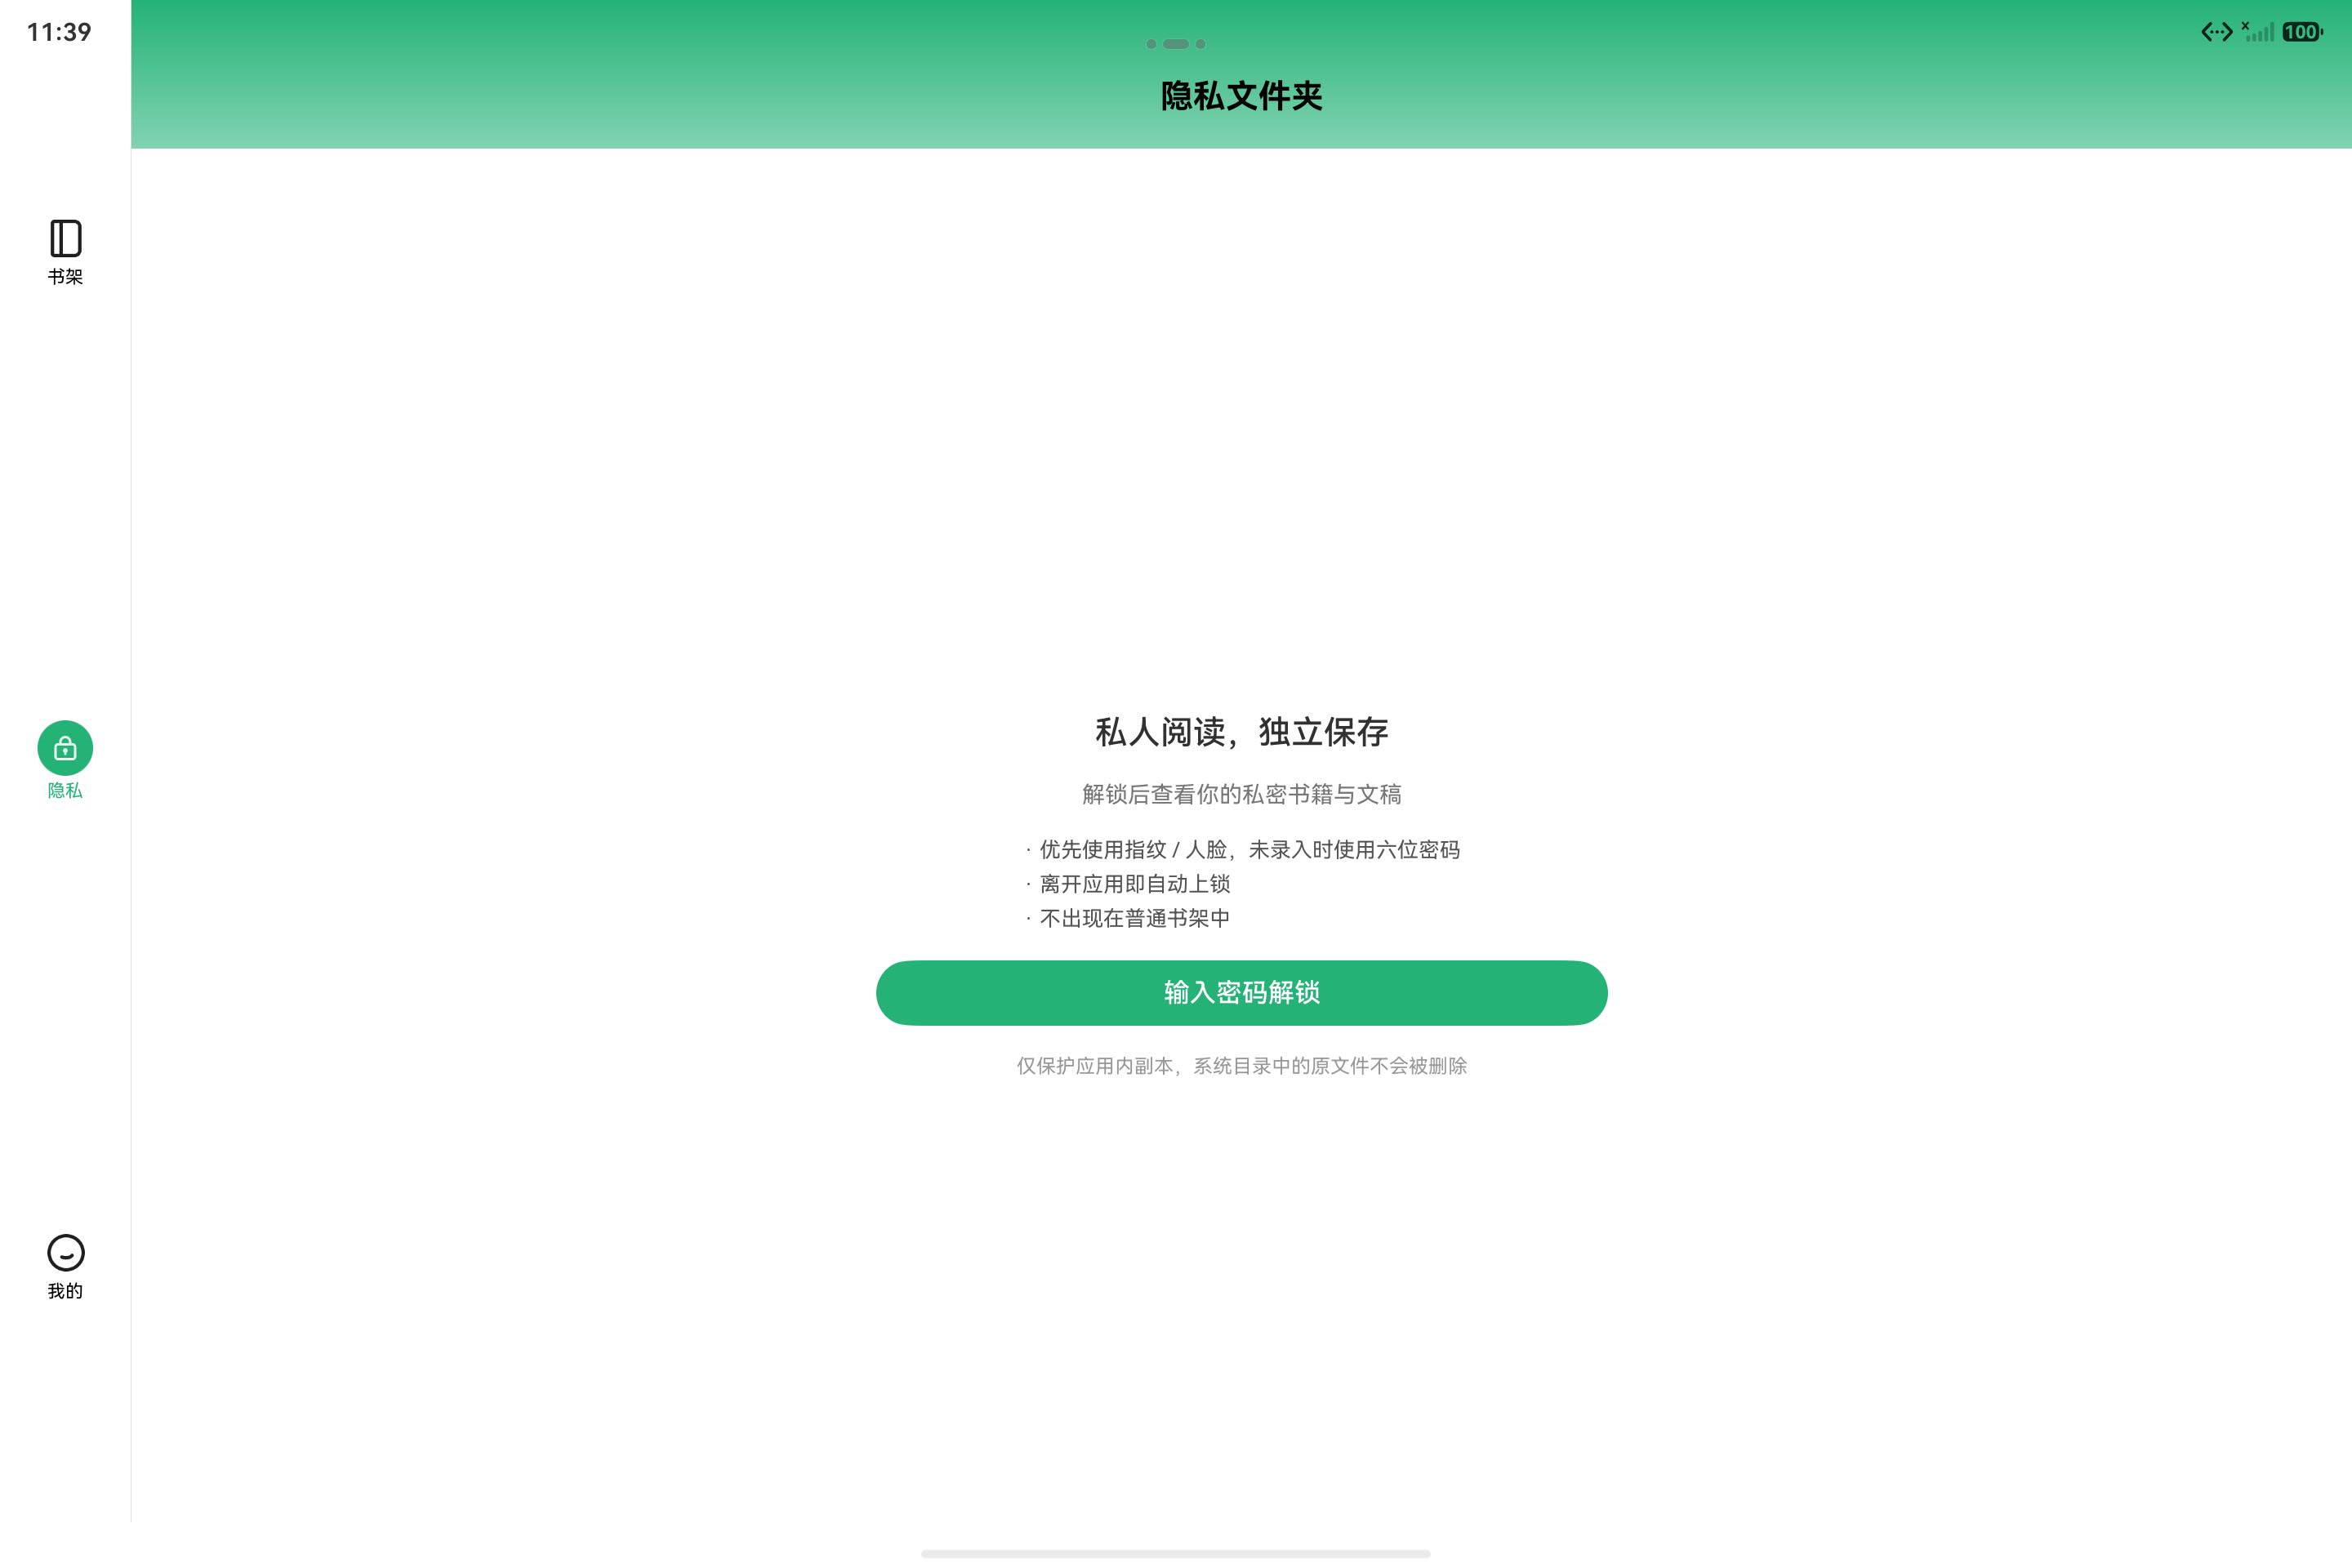 11:39
100
隐私文件夹
书架
隐私
我的
私人阅读，独立保存
解锁后查看你的私密书籍与文稿
· 优先使用指纹 / 人脸，未录入时使用六位密码
· 离开应用即自动上锁
· 不出现在普通书架中
输入密码解锁
仅保护应用内副本，系统目录中的原文件不会被删除